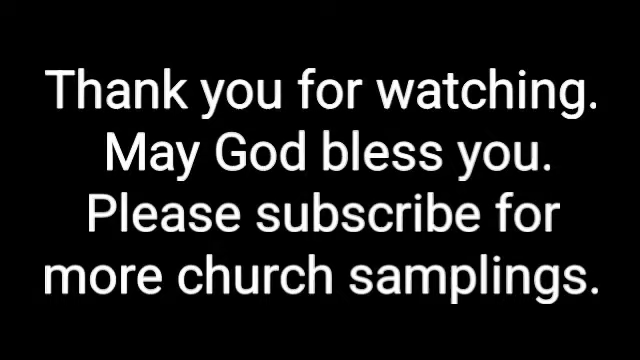 Thank you for watching.
May God bless you.
Please subscribe for
more church samplings.